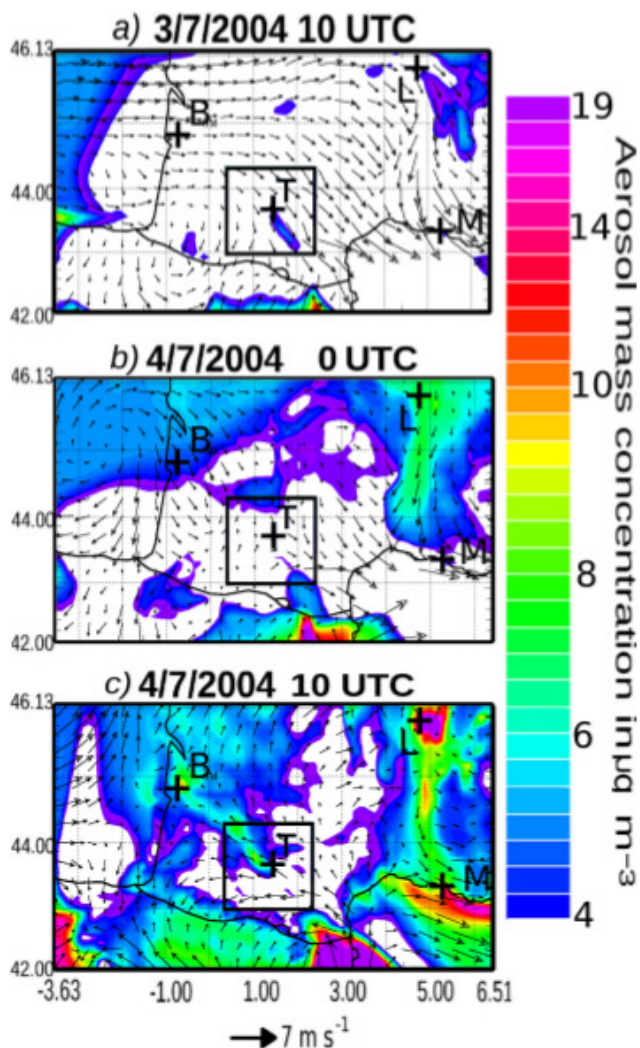 a) 3/7/2004 10 UTC
46.13
44.00
42.00
B
L
T
M
b) 4/7/2004 0 UTC
46.13
44.00
42.00
B
L
T
M
c) 4/7/2004 10 UTC
46.13
44.00
42.00
B
L
T
M
-3.63 -1.00 1.00 3.00 5.00 6.51
7 m s⁻¹
19
14
10
8
6
4
Aerosol mass concentration inµq m⁻³